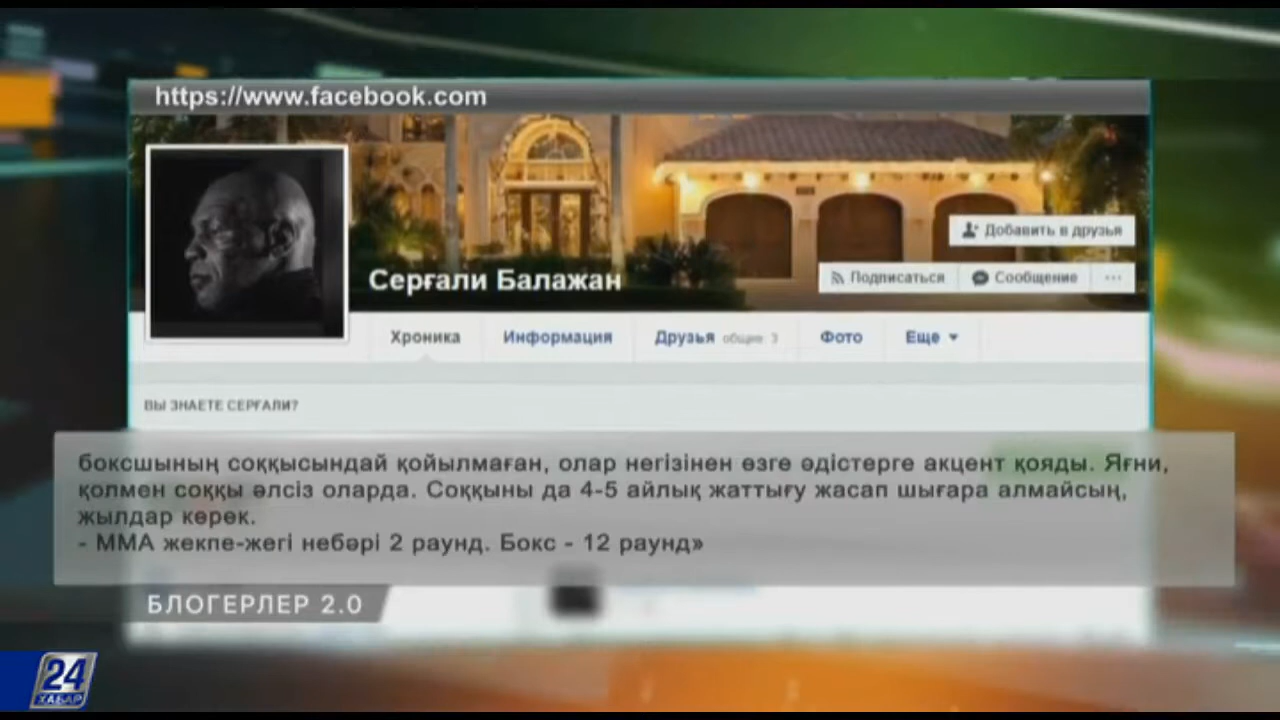 https://www.facebook.com
Добавить в друзья
Серғали Балажан
Подписаться
Сообщение
...
Хроника
Информация
Друзья общие 3
Фото
Еще
ВЫ ЗНАЕТЕ СЕРҒАЛИ?
боксшының соққысындай қойылмаған, олар негізінен өзге әдістерге акцент қояды. Яғни,
қолмен соққы әлсіз оларда. Соққыны да 4-5 айлық жаттығу жасап шығара алмайсың,
жылдар керек.
- ММА жекпе-жегі небәрі 2 раунд. Бокс - 12 раунд»
БЛОГЕРЛЕР 2.0
24
ХАБАР